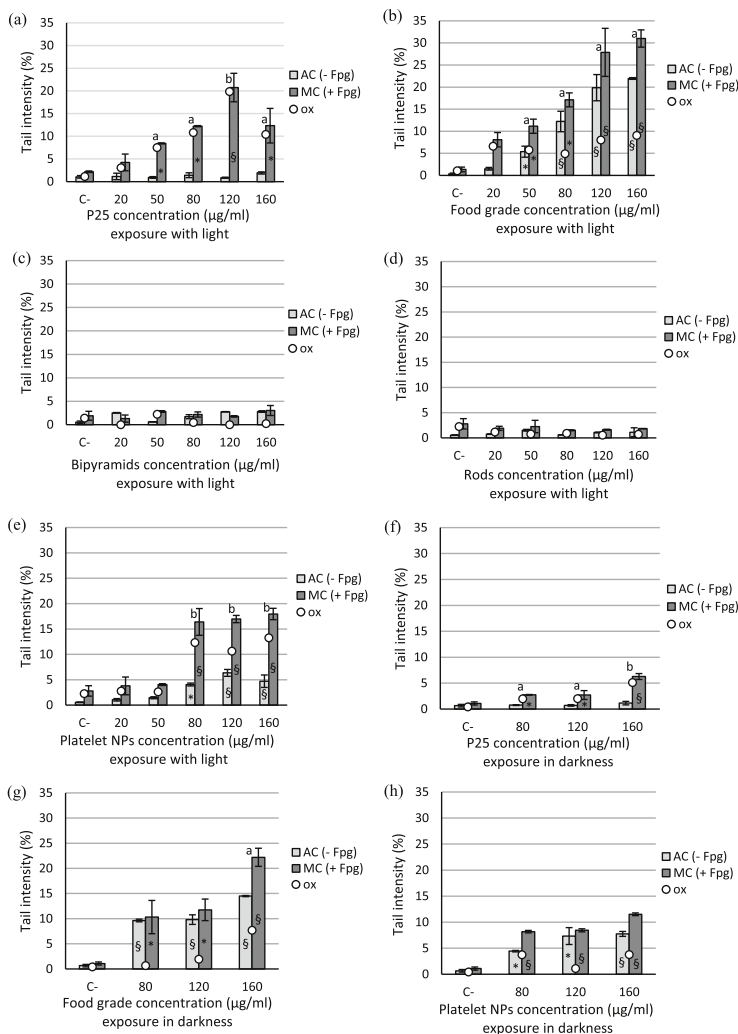 (a)
35
30
25
20
15
10
5
0
Tail intensity (%)
a
a
b
a
*
*
§
*
C- 20 50 80 120 160
P25 concentration (µg/ml)
exposure with light
AC (- Fpg)
MC (+ Fpg)
ox
(b)
35
30
25
20
15
10
5
0
Tail intensity (%)
a
a
a
a
* *
§ *
§ §
§ §
C- 20 50 80 120 160
Food grade concentration (µg/ml)
exposure with light
AC (- Fpg)
MC (+ Fpg)
ox
(c)
35
30
25
20
15
10
5
0
Tail intensity (%)
C- 20 50 80 120 160
Bipyramids concentration (µg/ml)
exposure with light
AC (- Fpg)
MC (+ Fpg)
ox
(d)
35
30
25
20
15
10
5
0
Tail intensity (%)
C- 20 50 80 120 160
Rods concentration (µg/ml)
exposure with light
AC (- Fpg)
MC (+ Fpg)
ox
(e)
35
30
25
20
15
10
5
0
Tail intensity (%)
b b b
* §
§ §
§ §
C- 20 50 80 120 160
Platelet NPs concentration (µg/ml)
exposure with light
AC (- Fpg)
MC (+ Fpg)
ox
(f)
35
30
25
20
15
10
5
0
Tail intensity (%)
a a b
* * §
C- 80 120 160
P25 concentration (µg/ml)
exposure in darkness
AC (- Fpg)
MC (+ Fpg)
ox
(g)
35
30
25
20
15
10
5
0
Tail intensity (%)
a
§ *
§ *
§ §
C- 80 120 160
Food grade concentration (µg/ml)
exposure in darkness
AC (- Fpg)
MC (+ Fpg)
ox
(h)
35
30
25
20
15
10
5
0
Tail intensity (%)
* §
* §
§ §
C- 80 120 160
Platelet NPs concentration (µg/ml)
exposure in darkness
AC (- Fpg)
MC (+ Fpg)
ox